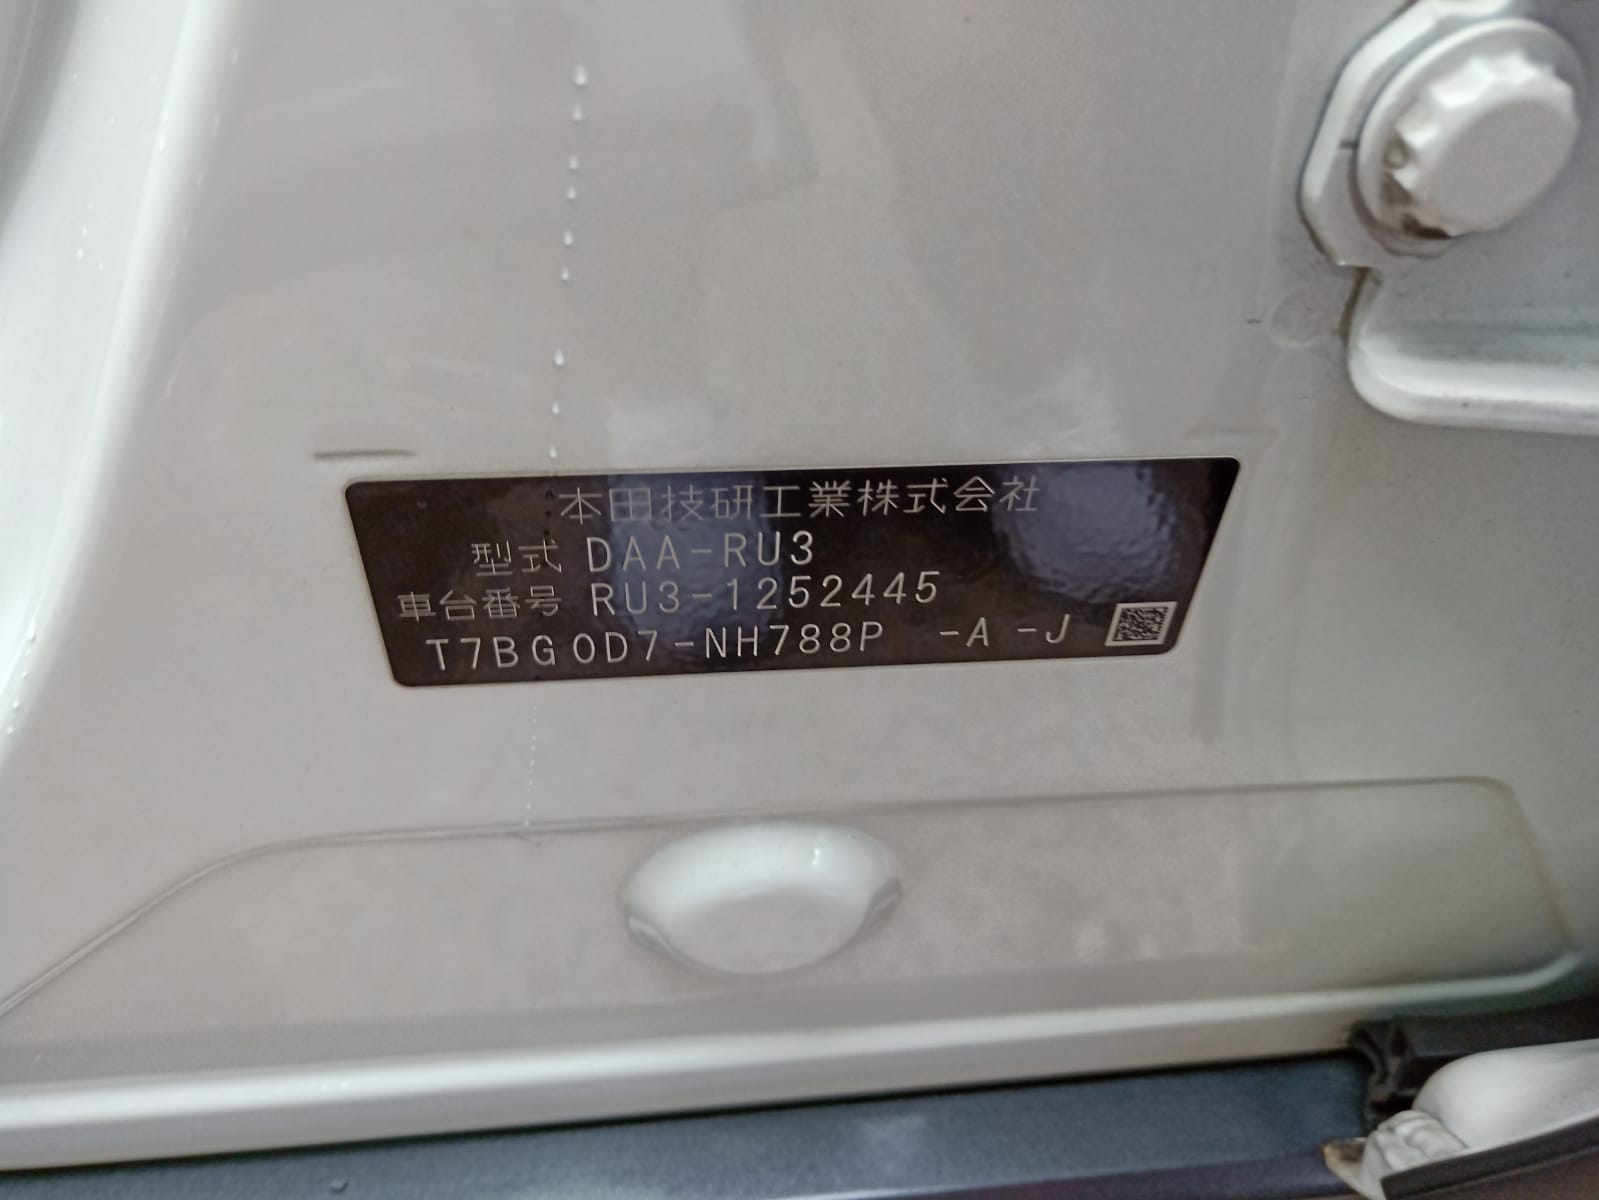 本田技研工業株式会社
型式 DAA-RU3
車台番号 RU3-1252445
T7BG0D7-NH788P -A -J